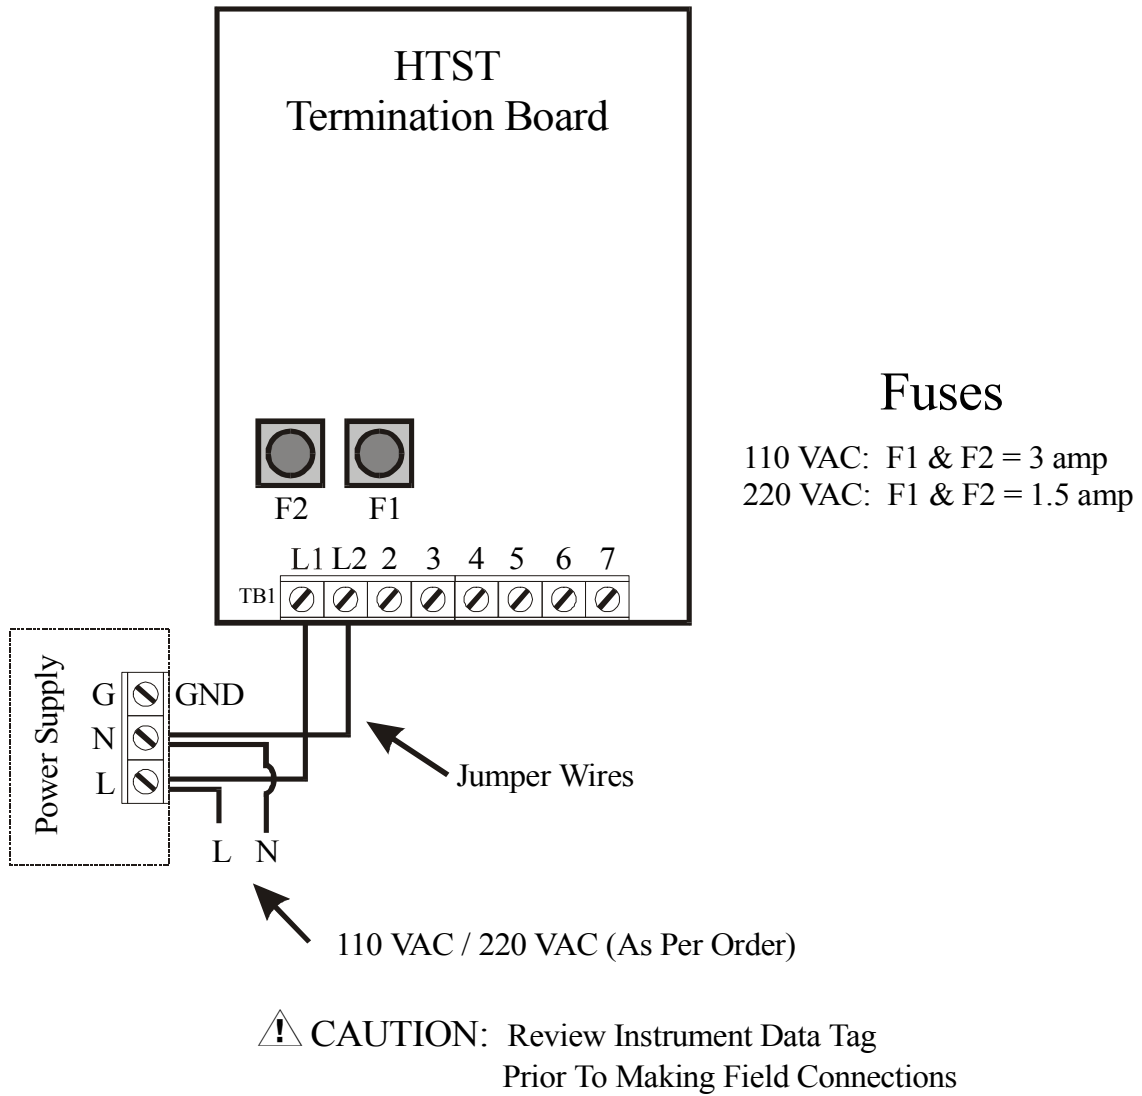 HTST
Termination Board
Fuses
110 VAC: F1 & F2 = 3 amp
220 VAC: F1 & F2 = 1.5 amp
F2 F1
L1 L2 2 3 4 5 6 7
TB1
Power Supply
G GND
N
L
Jumper Wires
L N
110 VAC / 220 VAC (As Per Order)
! CAUTION: Review Instrument Data Tag
Prior To Making Field Connections